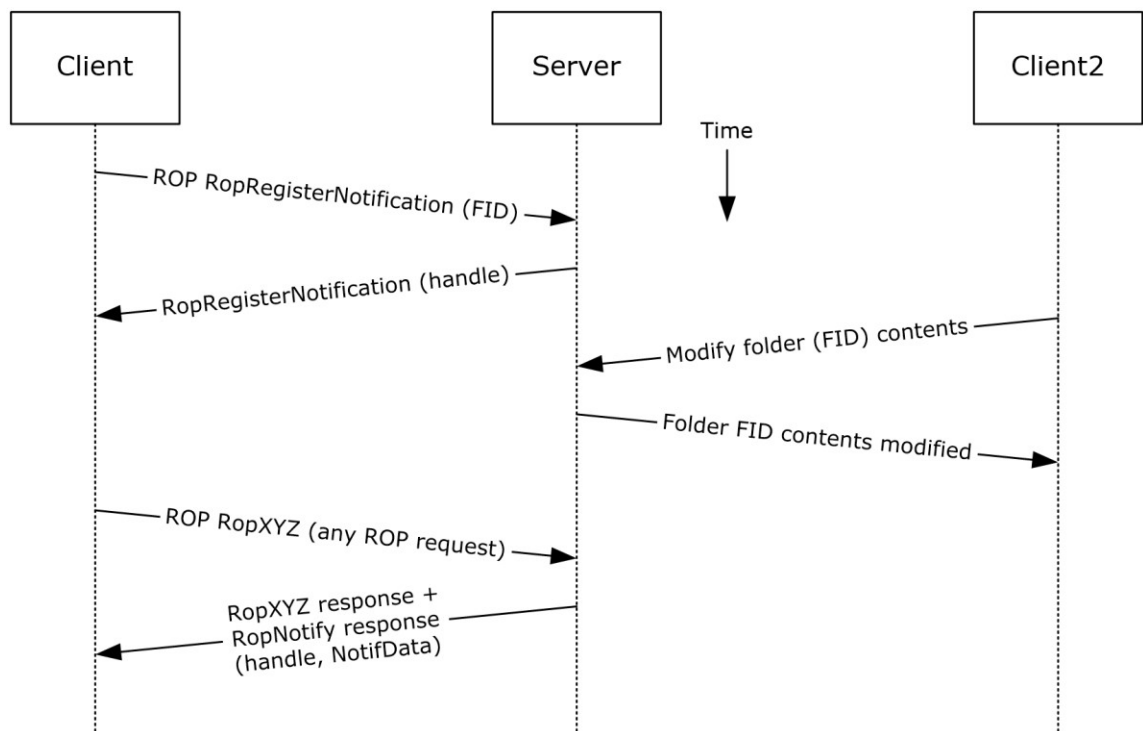 Client
Server
Client2
Time
ROP RopRegisterNotification (FID)
RopRegisterNotification (handle)
Modify folder (FID) contents
Folder FID contents modified
ROP RopXYZ (any ROP request)
RopXYZ response +
RopNotify response
(handle, NotifData)